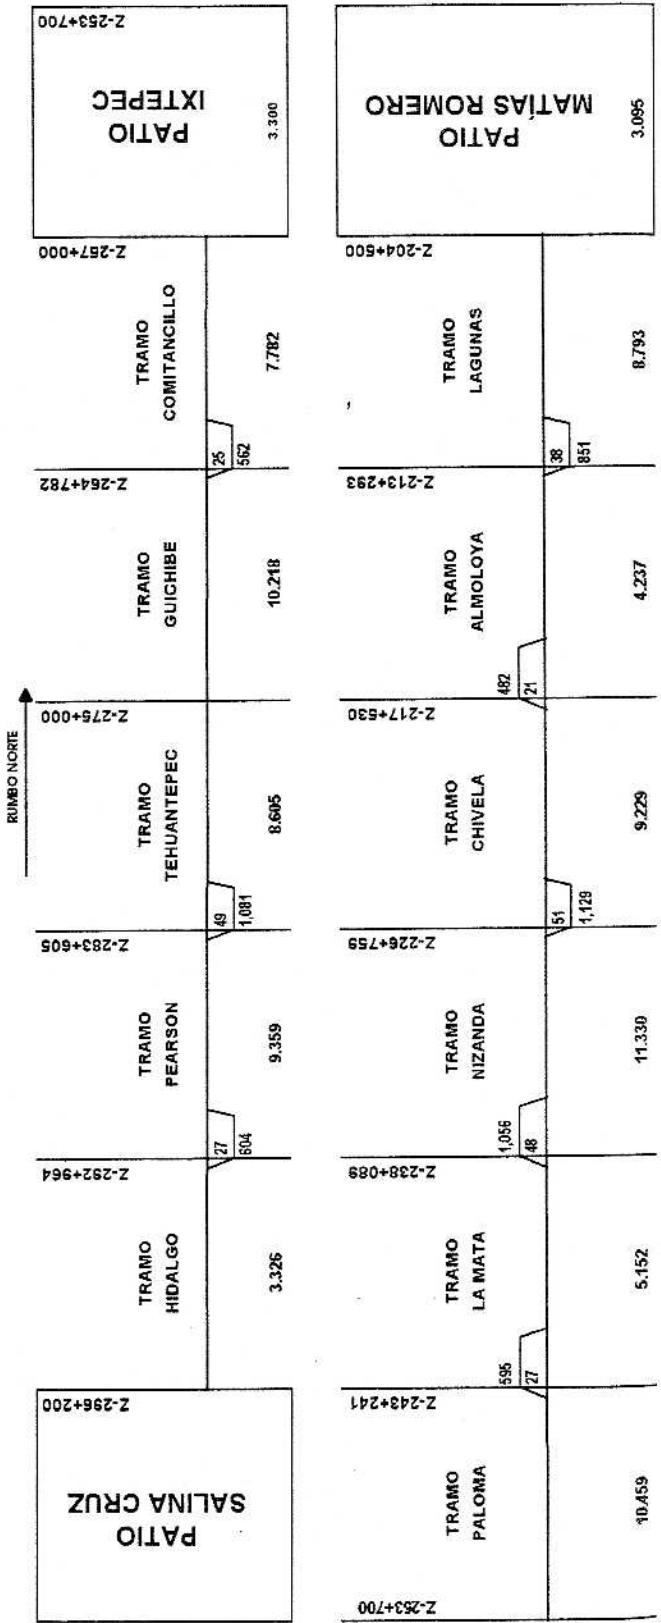 RUMBO NORTE
PATIO
SALINA CRUZ
Z-296+200
TRAMO
HIDALGO
3.326
Z-292+964
27
604
TRAMO
PEARSON
9.359
Z-283+605
49
1,081
TRAMO
TEHUANTEPEC
8.605
Z-275+000
TRAMO
GUICHIBE
10.218
Z-264+782
25
562
TRAMO
COMITANCILLO
7.782
Z-257+000
PATIO
IXTEPEC
3.300
Z-253+700
Z-253+700
TRAMO
PALOMA
10.459
Z-243+241
595
27
TRAMO
LA MATA
5.152
Z-238+089
1,056
48
TRAMO
NIZANDA
11.330
Z-226+759
51
1,129
TRAMO
CHIVELA
9.229
Z-217+530
482
21
TRAMO
ALMOLOYA
4.237
Z-213+293
38
851
TRAMO
LAGUNAS
8.793
Z-204+500
PATIO
MATÍAS ROMERO
3.095